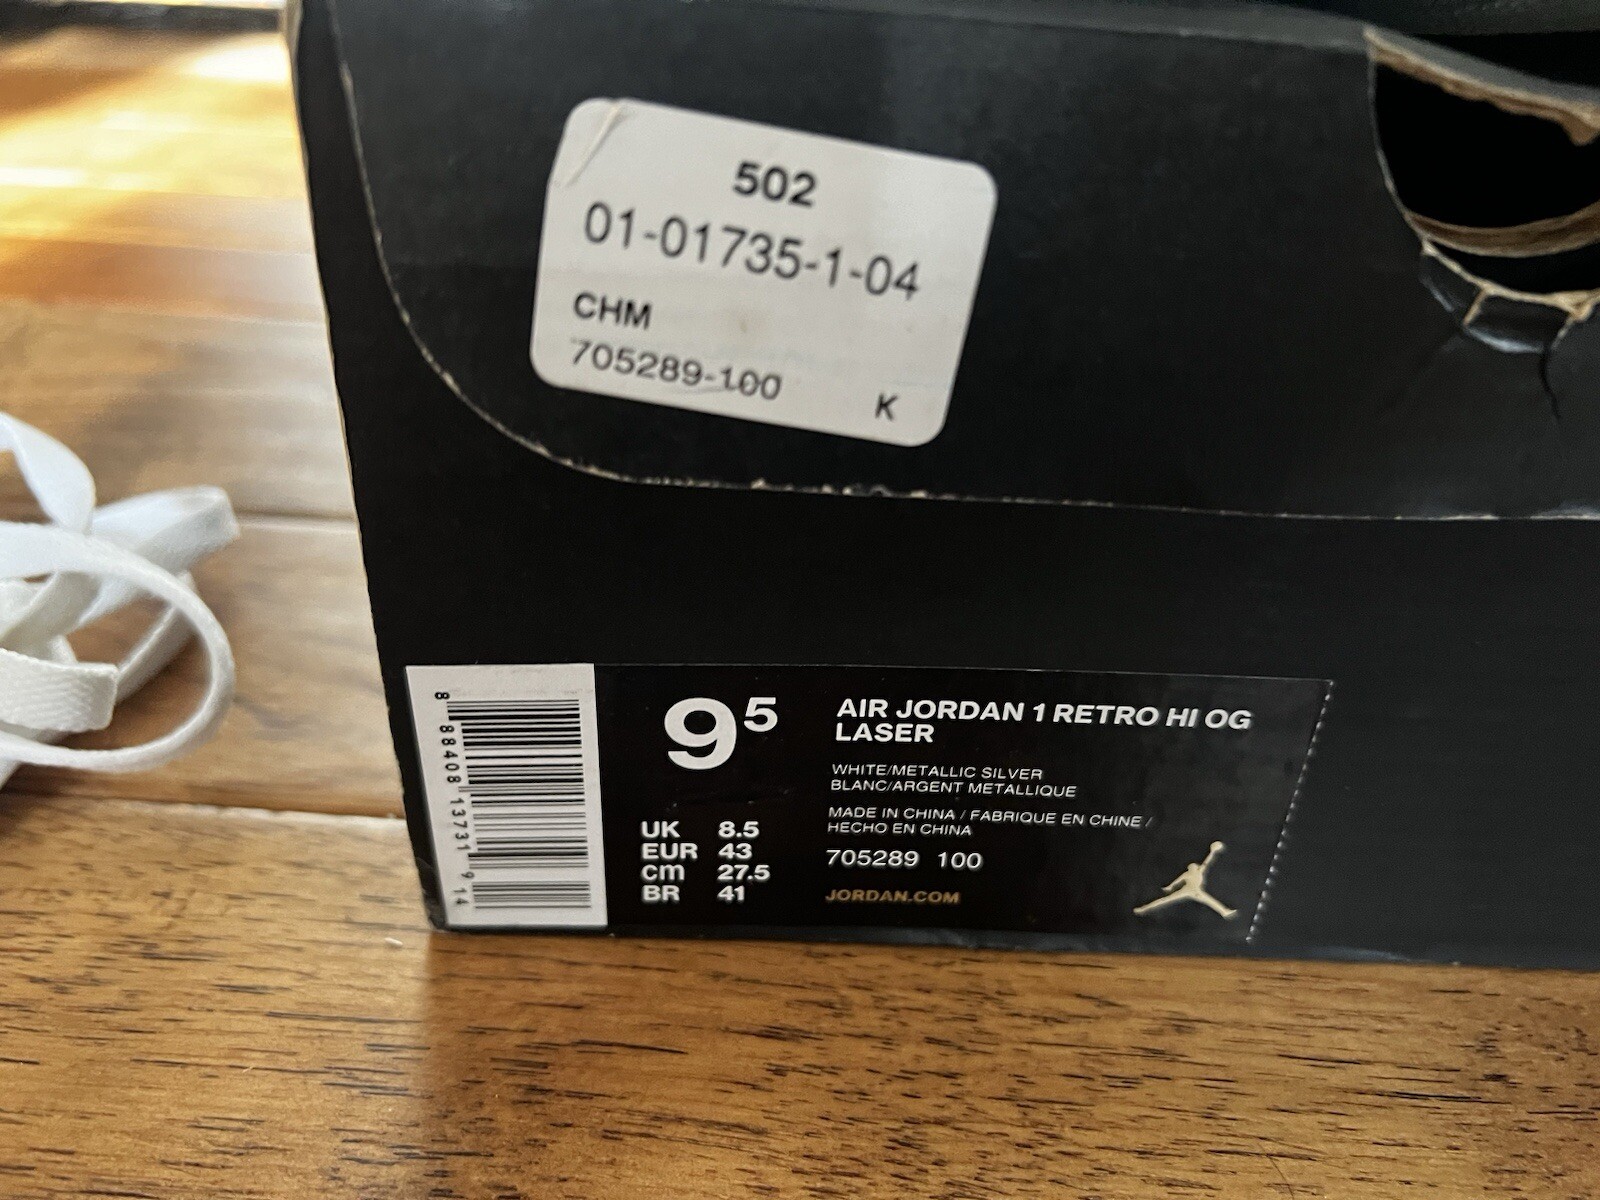 502
01-01735-1-04
CHM
705289-100 K
8 88408 13731 9 14
9 5
AIR JORDAN 1 RETRO HI OG
LASER
WHITE/METALLIC SILVER
BLANC/ARGENT METALLIQUE
MADE IN CHINA / FABRIQUE EN CHINE /
HECHO EN CHINA
UK 8.5
EUR 43
cm 27.5
BR 41
705289 100
JORDAN.COM